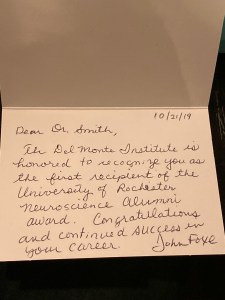 10/21/19
Dear Dr. Smith,
The Del Monte Institute is
honored to recognize you as
the first recipient of the
University of Rochester
Neuroscience Alumni
award. Congratulations
and continued success in
your career. John Foxe